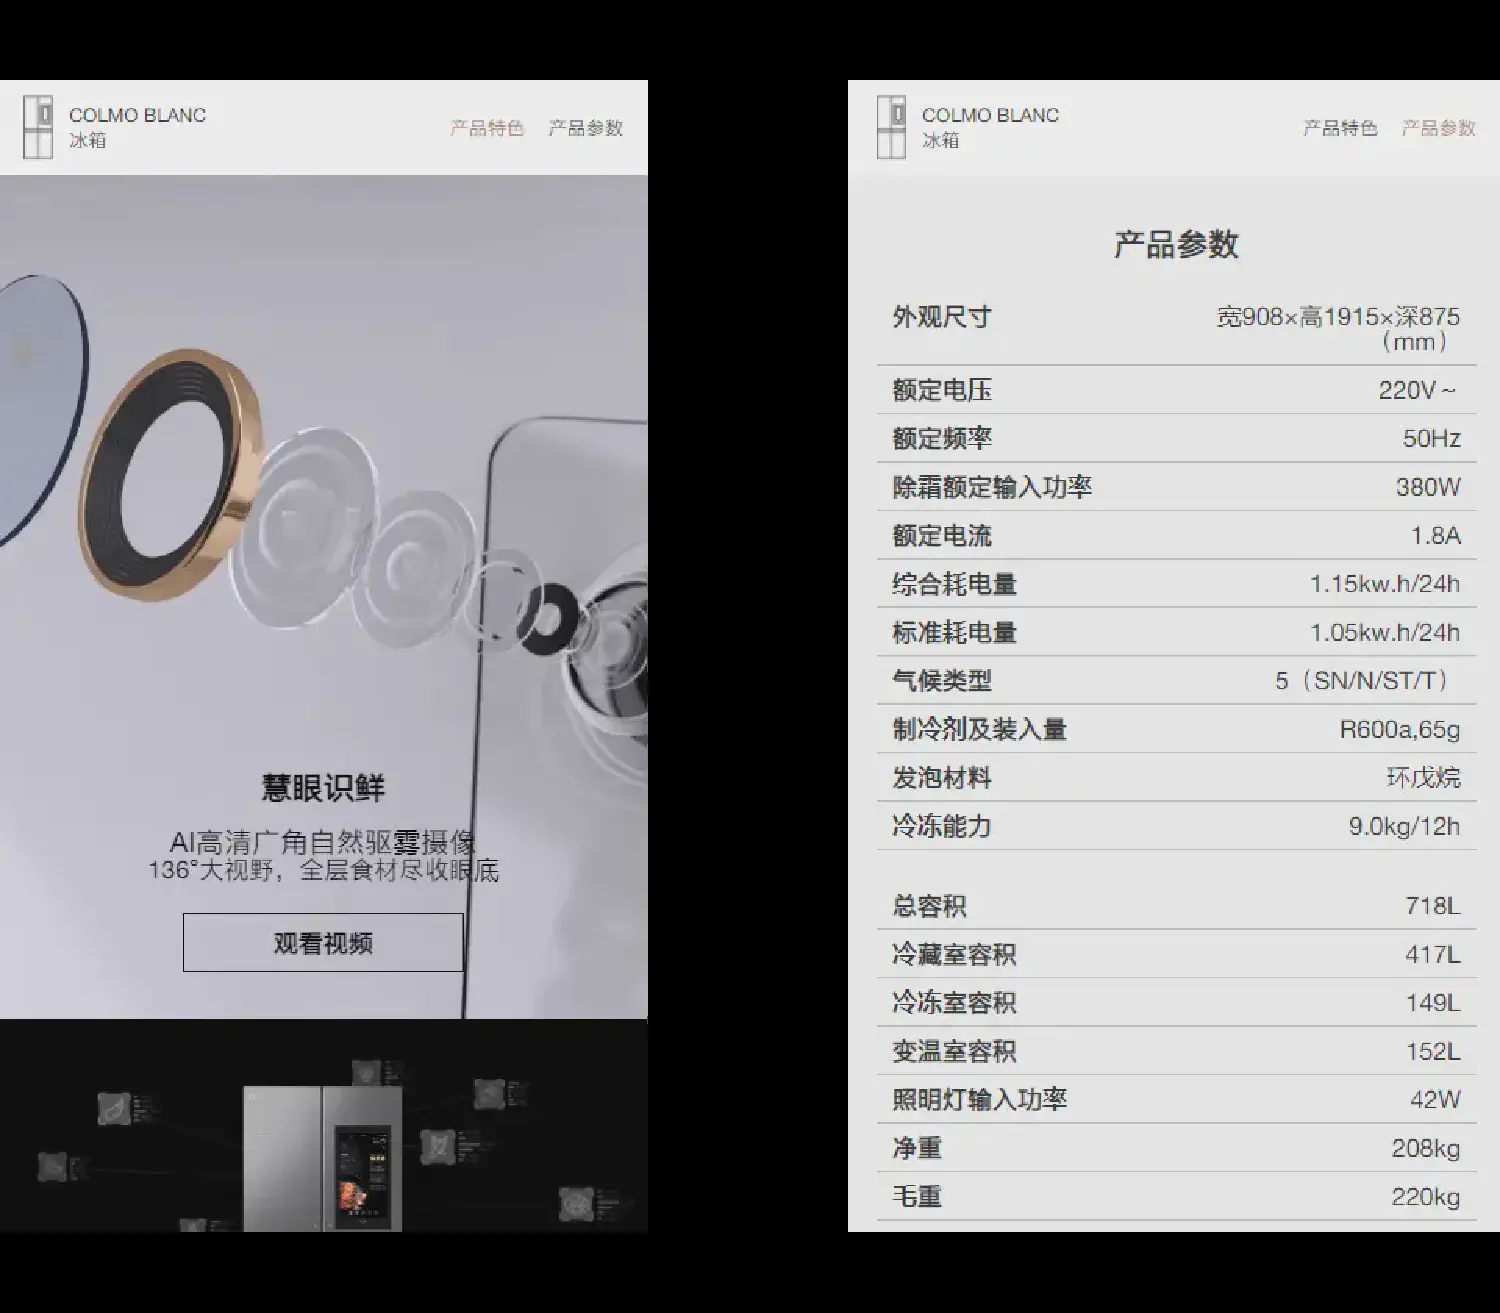 COLMO BLANC
冰箱
产品特色 产品参数
慧眼识鲜
AI高清广角自然驱雾摄像
136°大视野，全层食材尽收眼底
观看视频
COLMO BLANC
冰箱
产品特色 产品参数
产品参数
外观尺寸 宽908×高1915×深875
（mm）
额定电压 220V～
额定频率 50Hz
除霜额定输入功率 380W
额定电流 1.8A
综合耗电量 1.15kw.h/24h
标准耗电量 1.05kw.h/24h
气候类型 5（SN/N/ST/T）
制冷剂及装入量 R600a,65g
发泡材料 环戊烷
冷冻能力 9.0kg/12h
总容积 718L
冷藏室容积 417L
冷冻室容积 149L
变温室容积 152L
照明灯输入功率 42W
净重 208kg
毛重 220kg